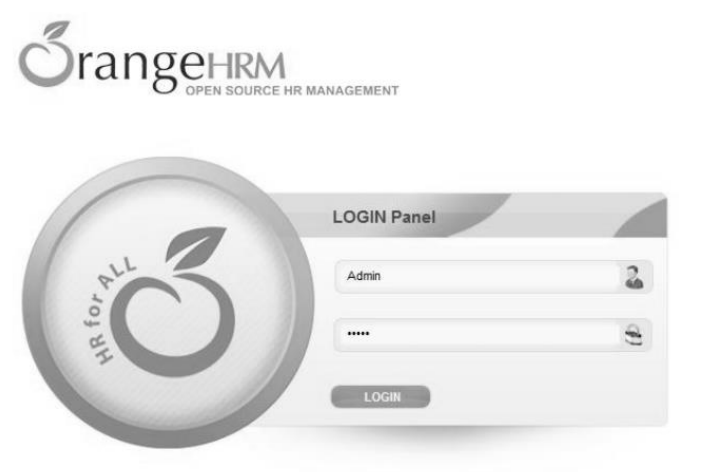 OrangeHRM
OPEN SOURCE HR MANAGEMENT
HR for ALL
LOGIN Panel
Admin
•••••
LOGIN